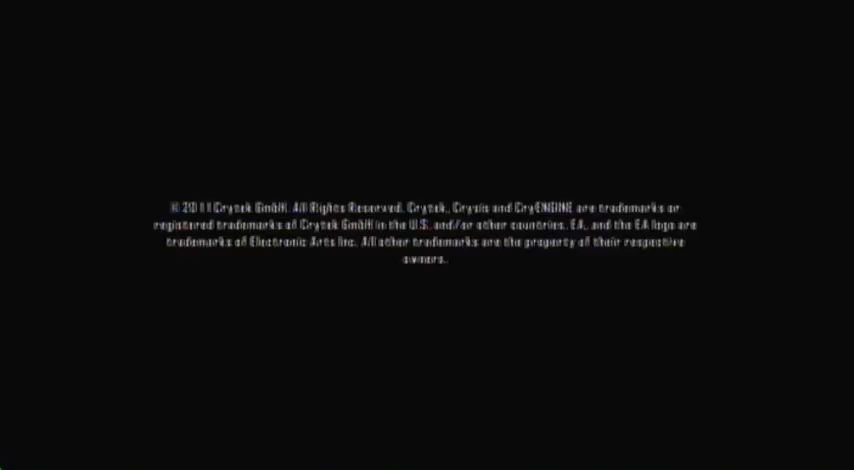 © 2011 Crytek GmbH. All Rights Reserved. Crytek, Crysis and CryENGINE are trademarks or
registered trademarks of Crytek GmbH in the U.S. and/or other countries. EA, and the EA logo are
trademarks of Electronic Arts Inc. All other trademarks are the property of their respective
owners.